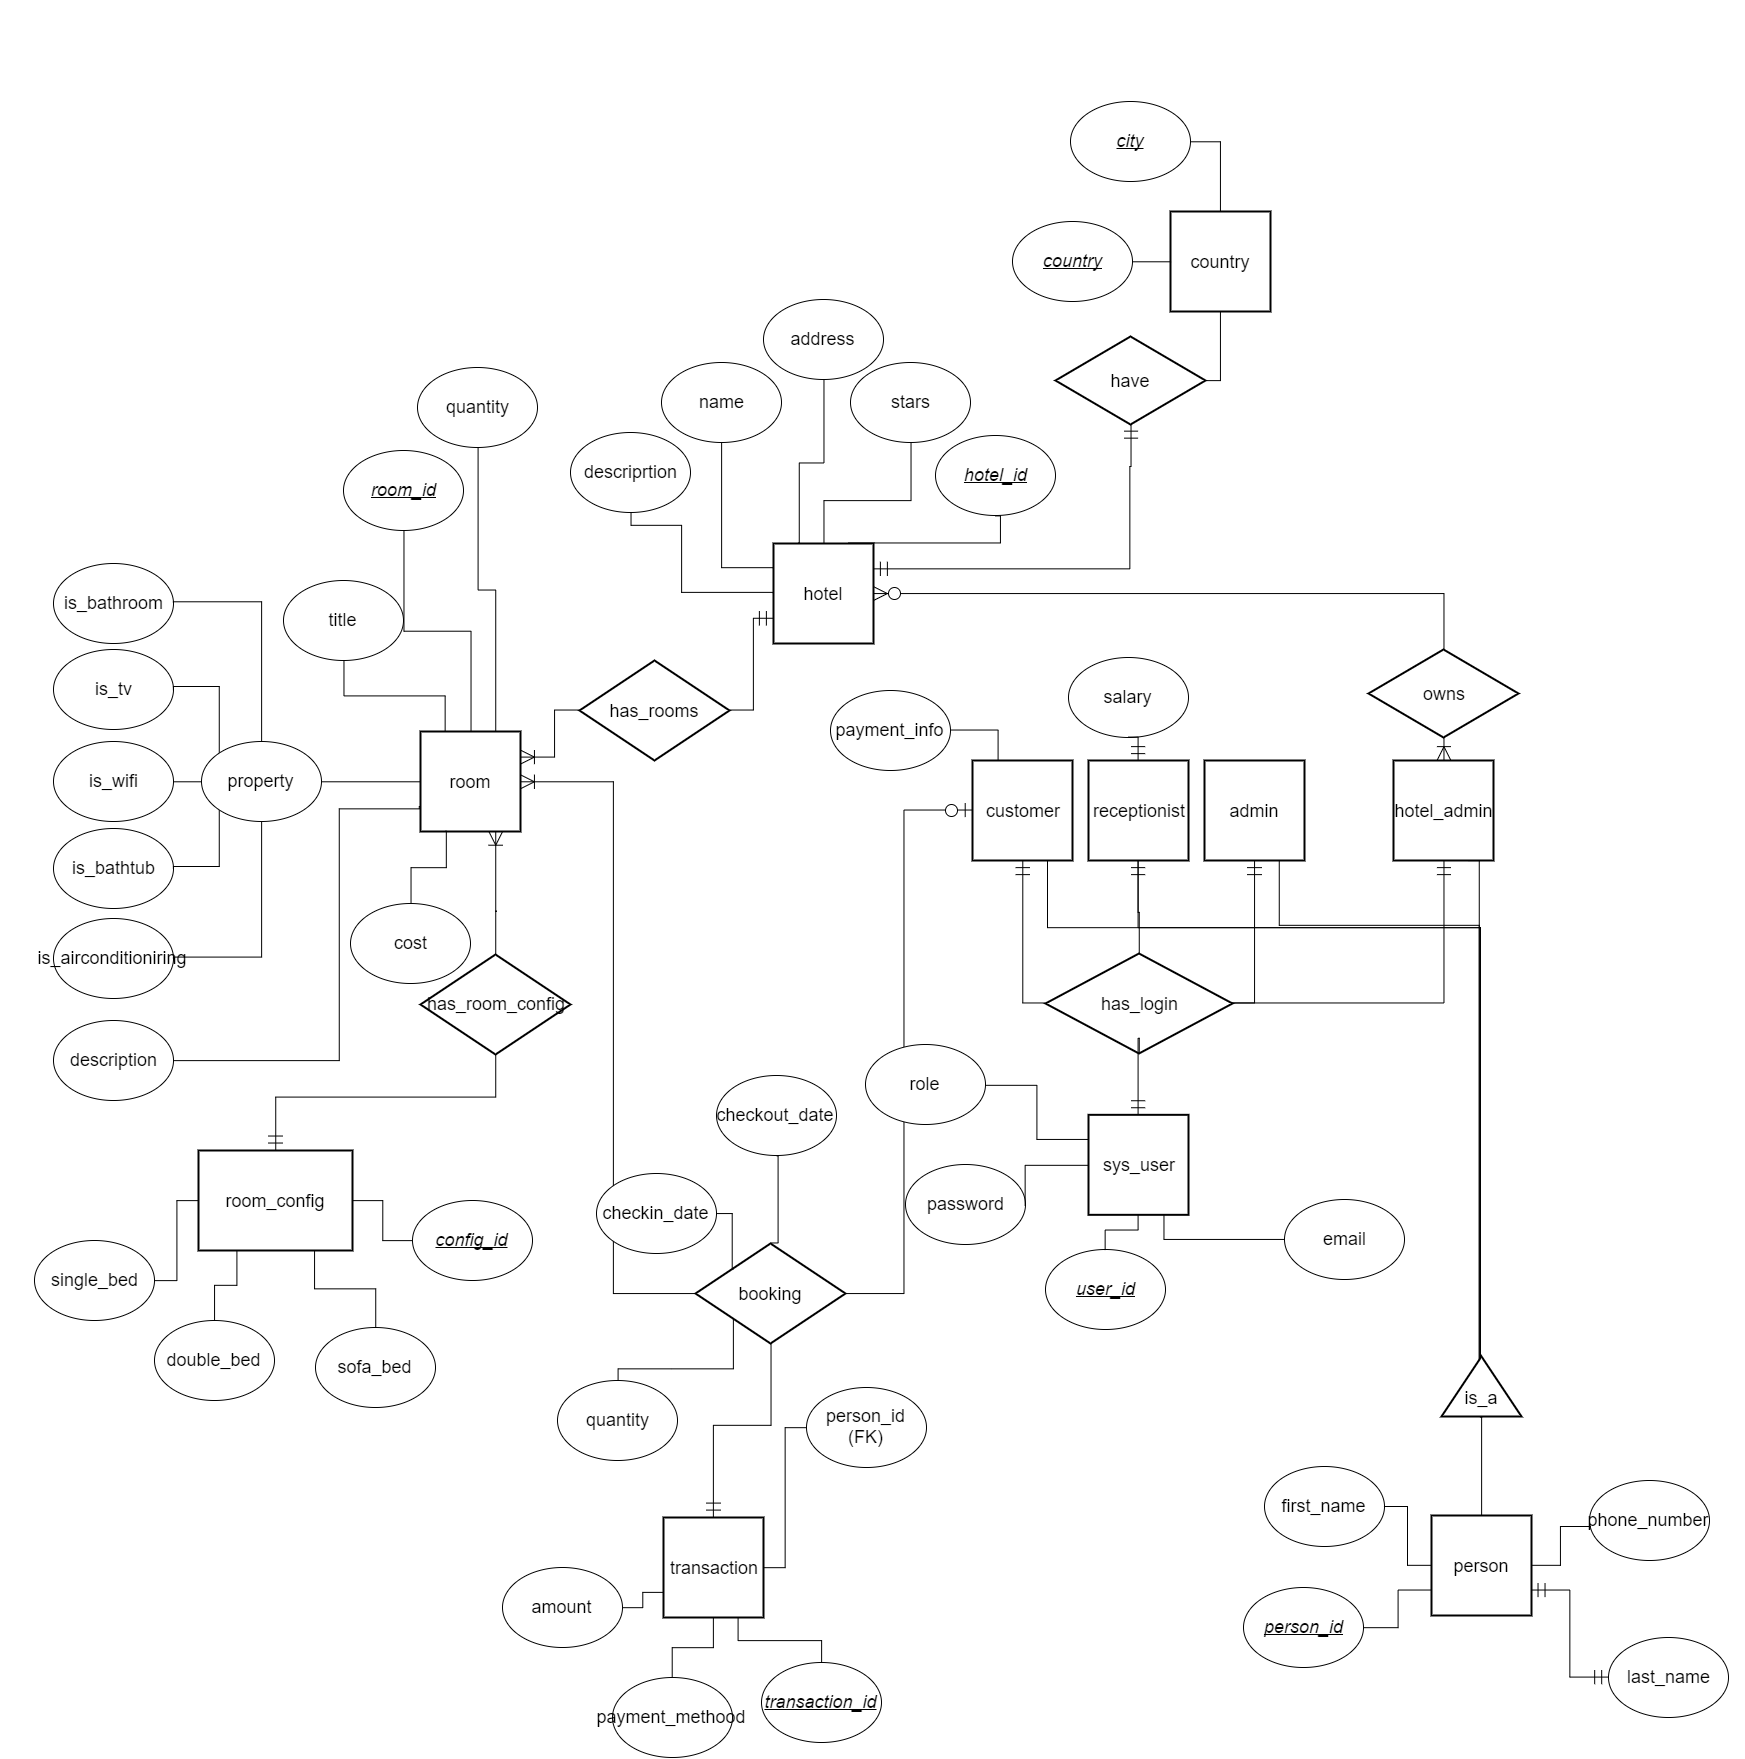 city
country
country
address
have
quantity
name
stars
descriprtion
hotel_id
room_id
hotel
is_bathroom
title
is_tv
has_rooms
salary
owns
payment_info
is_wifi
property
room
customer
receptionist
admin
hotel_admin
is_bathtub
cost
is_airconditioniring
has_room_config
has_login
description
role
checkout_date
sys_user
room_config
password
checkin_date
config_id
email
single_bed
booking
user_id
double_bed
sofa_bed
is_a
quantity
person_id
(FK)
first_name
phone_number
transaction
person
amount
person_id
last_name
transaction_id
payment_methood